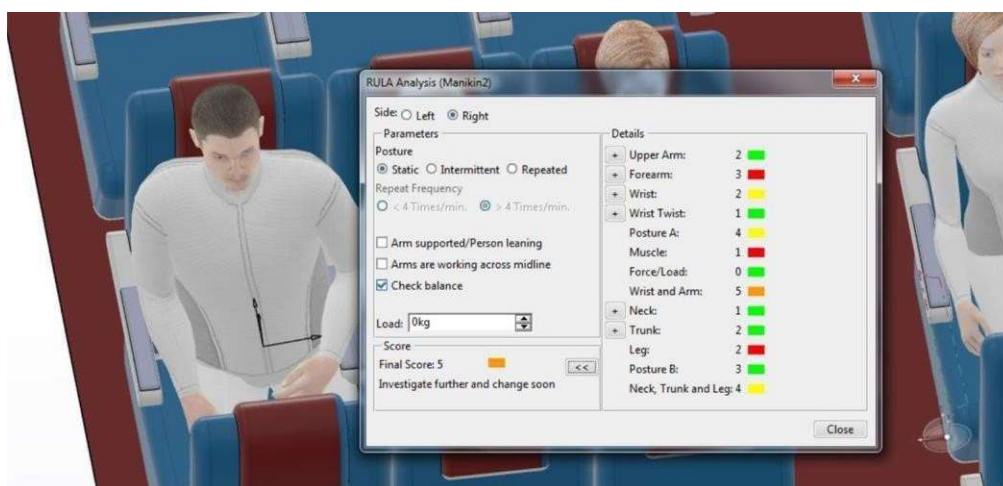 RULA Analysis (Manikin2)
Side: Left Right
Parameters
Posture
Static Intermittent Repeated
Repeat Frequency
< 4 Times/min. > 4 Times/min.
Arm supported/Person leaning
Arms are working across midline
Check balance
Load: 0kg
Score
Final Score: 5
<<
Investigate further and change soon
Details
+ Upper Arm: 2
+ Forearm: 3
+ Wrist: 2
+ Wrist Twist: 1
Posture A: 4
Muscle: 1
Force/Load: 0
Wrist and Arm: 5
+ Neck: 1
+ Trunk: 2
Leg: 2
Posture B: 3
Neck, Trunk and Leg: 4
Close